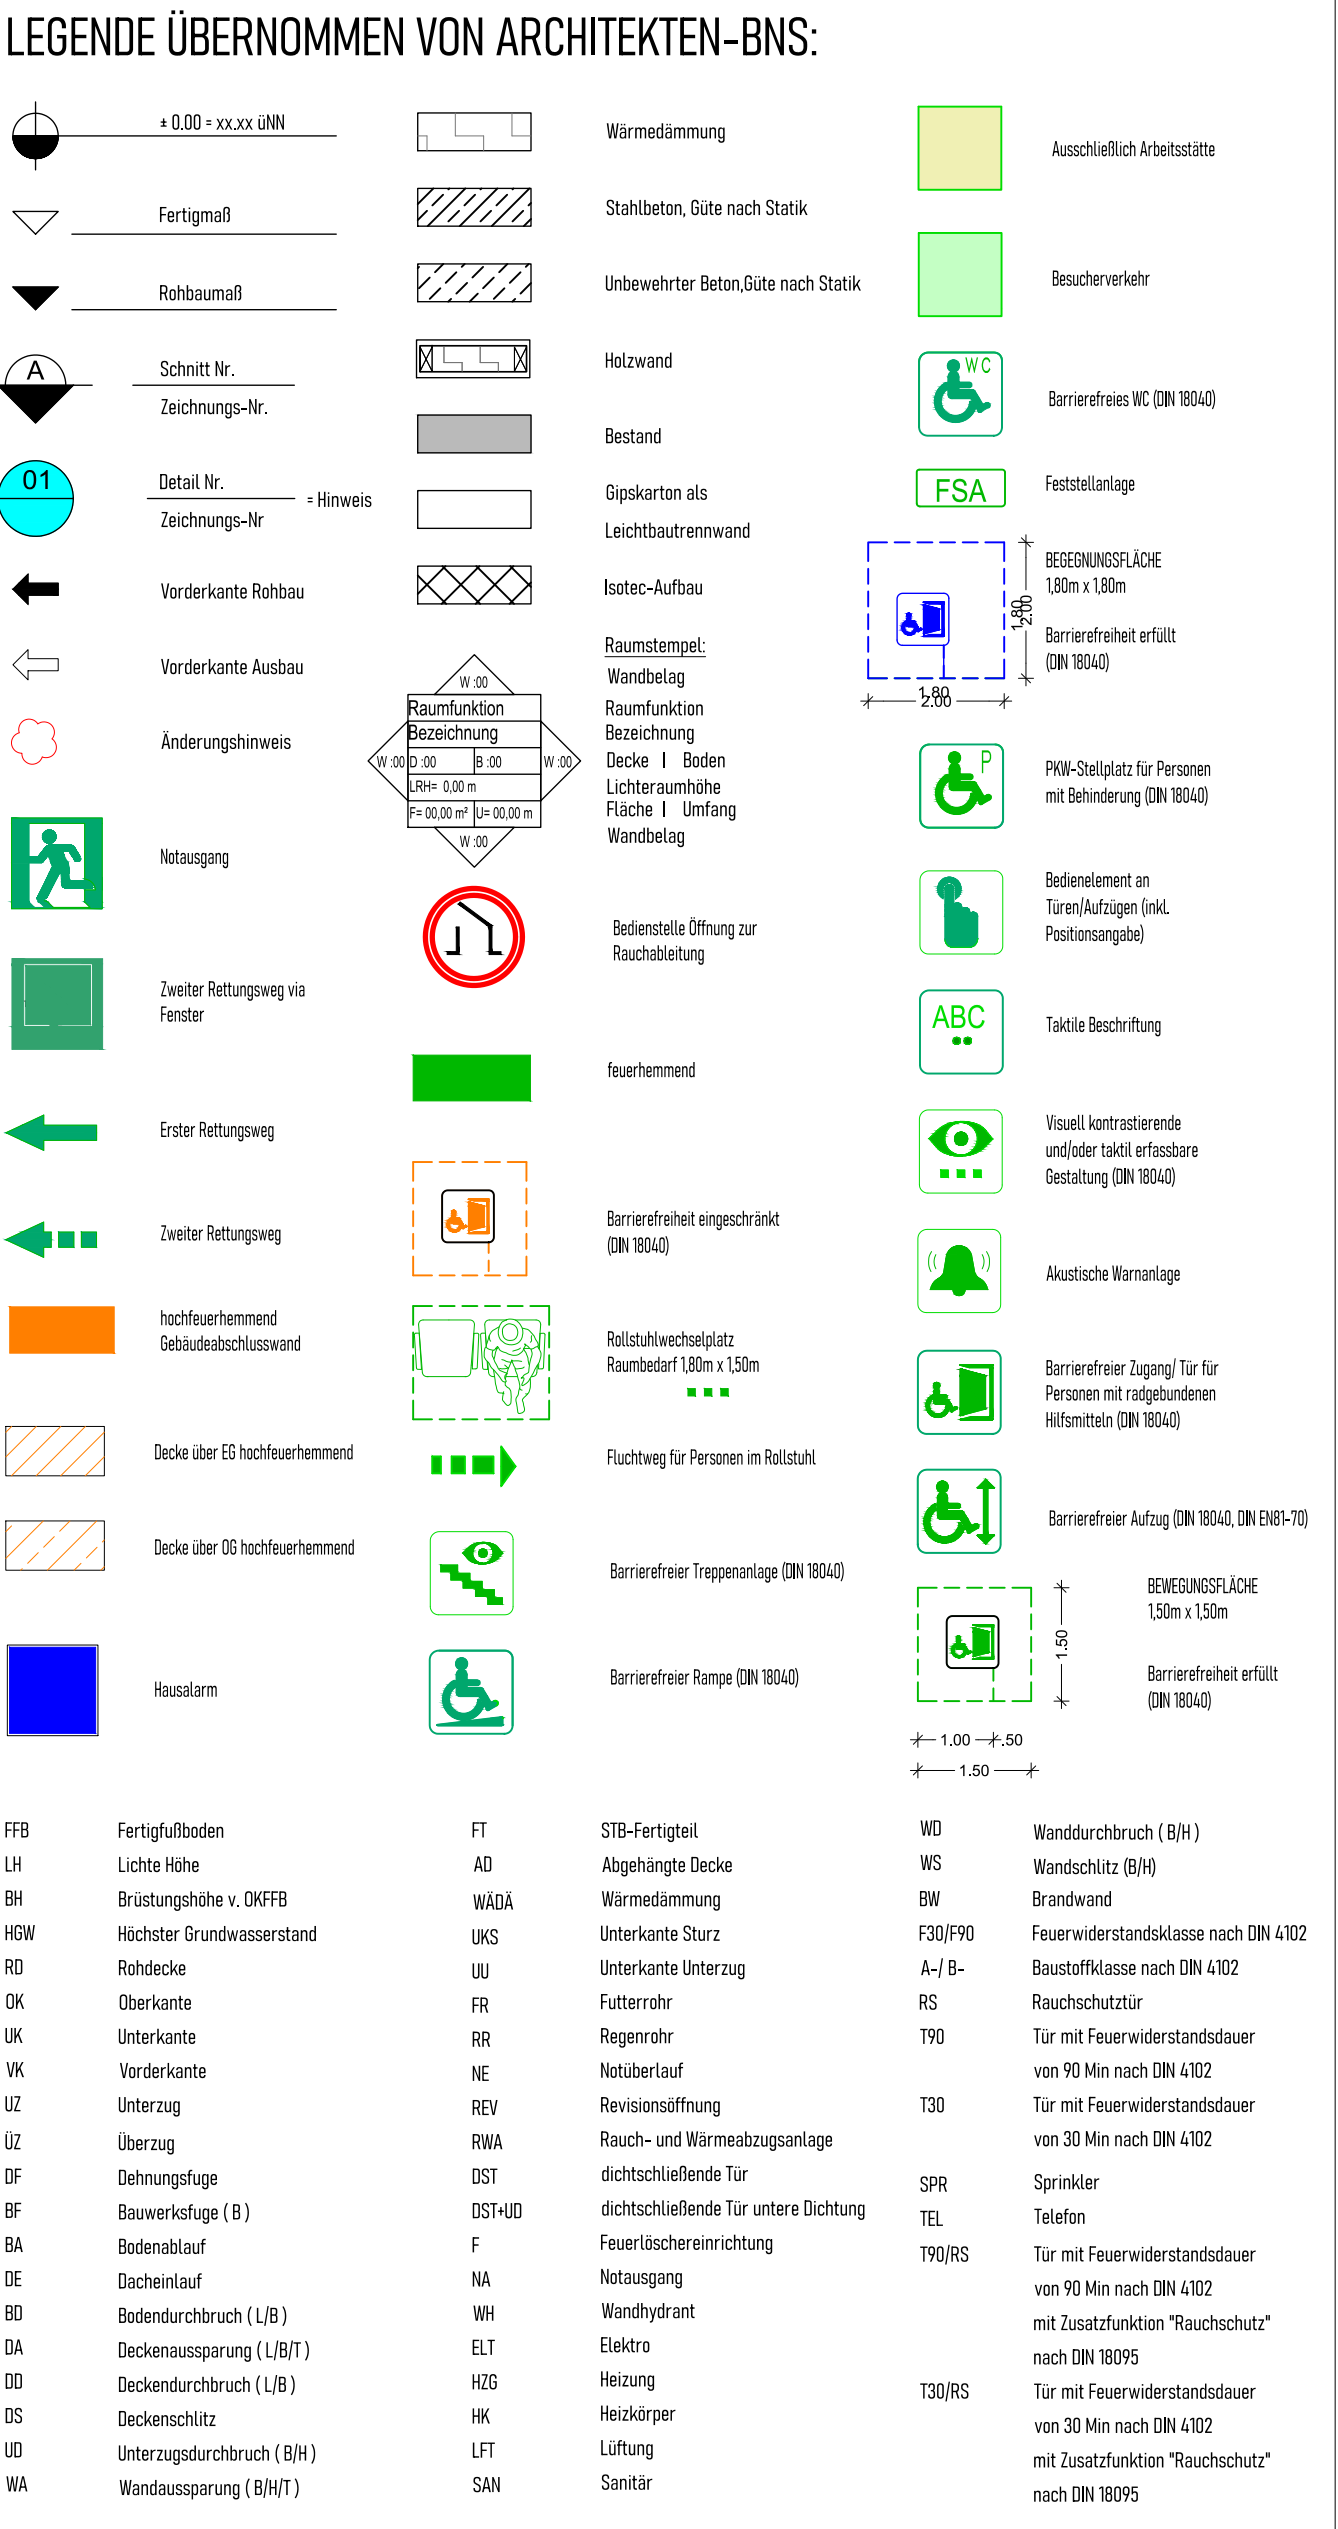 LEGENDE ÜBERNOMMEN VON ARCHITEKTEN-BNS:
± 0.00 = xx.xx üNN
Fertigmaß
Rohbaumaß
A
Schnitt Nr.
Zeichnungs-Nr.
01
Detail Nr.
Zeichnungs-Nr
= Hinweis
Vorderkante Rohbau
Vorderkante Ausbau
Änderungshinweis
Notausgang
Zweiter Rettungsweg via
Fenster
Erster Rettungsweg
Zweiter Rettungsweg
hochfeuerhemmend
Gebäudeabschlusswand
Decke über EG hochfeuerhemmend
Decke über OG hochfeuerhemmend
Hausalarm
Wärmedämmung
Stahlbeton, Güte nach Statik
Unbewehrter Beton,Güte nach Statik
Holzwand
Bestand
Gipskarton als
Leichtbautrennwand
Isotec-Aufbau
Raumstempel:
W :00
Raumfunktion
Bezeichnung
W :00 D :00 B :00 W :00
LRH= 0,00 m
F= 00,00 m² U= 00,00 m
W :00
Wandbelag
Raumfunktion
Bezeichnung
Decke | Boden
Lichteraumhöhe
Fläche | Umfang
Wandbelag
Bedienstelle Öffnung zur
Rauchableitung
feuerhemmend
Barrierefreiheit eingeschränkt
(DIN 18040)
Rollstuhlwechselplatz
Raumbedarf 1,80m x 1,50m
Fluchtweg für Personen im Rollstuhl
Barrierefreier Treppenanlage (DIN 18040)
Barrierefreier Rampe (DIN 18040)
Ausschließlich Arbeitsstätte
Besucherverkehr
WC
Barrierefreies WC (DIN 18040)
FSA
Feststellanlage
BEGEGNUNGSFLÄCHE
1,80m x 1,80m
Barrierefreiheit erfüllt
(DIN 18040)
1.80
2.00
1.80
2.00
P
PKW-Stellplatz für Personen
mit Behinderung (DIN 18040)
Bedienelement an
Türen/Aufzügen (inkl.
Positionsangabe)
ABC
Taktile Beschriftung
Visuell kontrastierende
und/oder taktil erfassbare
Gestaltung (DIN 18040)
Akustische Warnanlage
Barrierefreier Zugang/ Tür für
Personen mit radgebundenen
Hilfsmitteln (DIN 18040)
Barrierefreier Aufzug (DIN 18040, DIN EN81-70)
BEWEGUNGSFLÄCHE
1,50m x 1,50m
Barrierefreiheit erfüllt
(DIN 18040)
1.50
1.00 .50
1.50
FFB Fertigfußboden
LH Lichte Höhe
BH Brüstungshöhe v. OKFFB
HGW Höchster Grundwasserstand
RD Rohdecke
OK Oberkante
UK Unterkante
VK Vorderkante
UZ Unterzug
ÜZ Überzug
DF Dehnungsfuge
BF Bauwerksfuge ( B )
BA Bodenablauf
DE Dacheinlauf
BD Bodendurchbruch ( L/B )
DA Deckenaussparung ( L/B/T )
DD Deckendurchbruch ( L/B )
DS Deckenschlitz
UD Unterzugsdurchbruch ( B/H )
WA Wandaussparung ( B/H/T )
FT STB-Fertigteil
AD Abgehängte Decke
WÄDÄ Wärmedämmung
UKS Unterkante Sturz
UU Unterkante Unterzug
FR Futterrohr
RR Regenrohr
NE Notüberlauf
REV Revisionsöffnung
RWA Rauch- und Wärmeabzugsanlage
DST dichtschließende Tür
DST+UD dichtschließende Tür untere Dichtung
F Feuerlöschereinrichtung
NA Notausgang
WH Wandhydrant
ELT Elektro
HZG Heizung
HK Heizkörper
LFT Lüftung
SAN Sanitär
WD Wanddurchbruch ( B/H )
WS Wandschlitz (B/H)
BW Brandwand
F30/F90 Feuerwiderstandsklasse nach DIN 4102
A-/ B- Baustoffklasse nach DIN 4102
RS Rauchschutztür
T90 Tür mit Feuerwiderstandsdauer
von 90 Min nach DIN 4102
T30 Tür mit Feuerwiderstandsdauer
von 30 Min nach DIN 4102
SPR Sprinkler
TEL Telefon
T90/RS Tür mit Feuerwiderstandsdauer
von 90 Min nach DIN 4102
mit Zusatzfunktion "Rauchschutz"
nach DIN 18095
T30/RS Tür mit Feuerwiderstandsdauer
von 30 Min nach DIN 4102
mit Zusatzfunktion "Rauchschutz"
nach DIN 18095